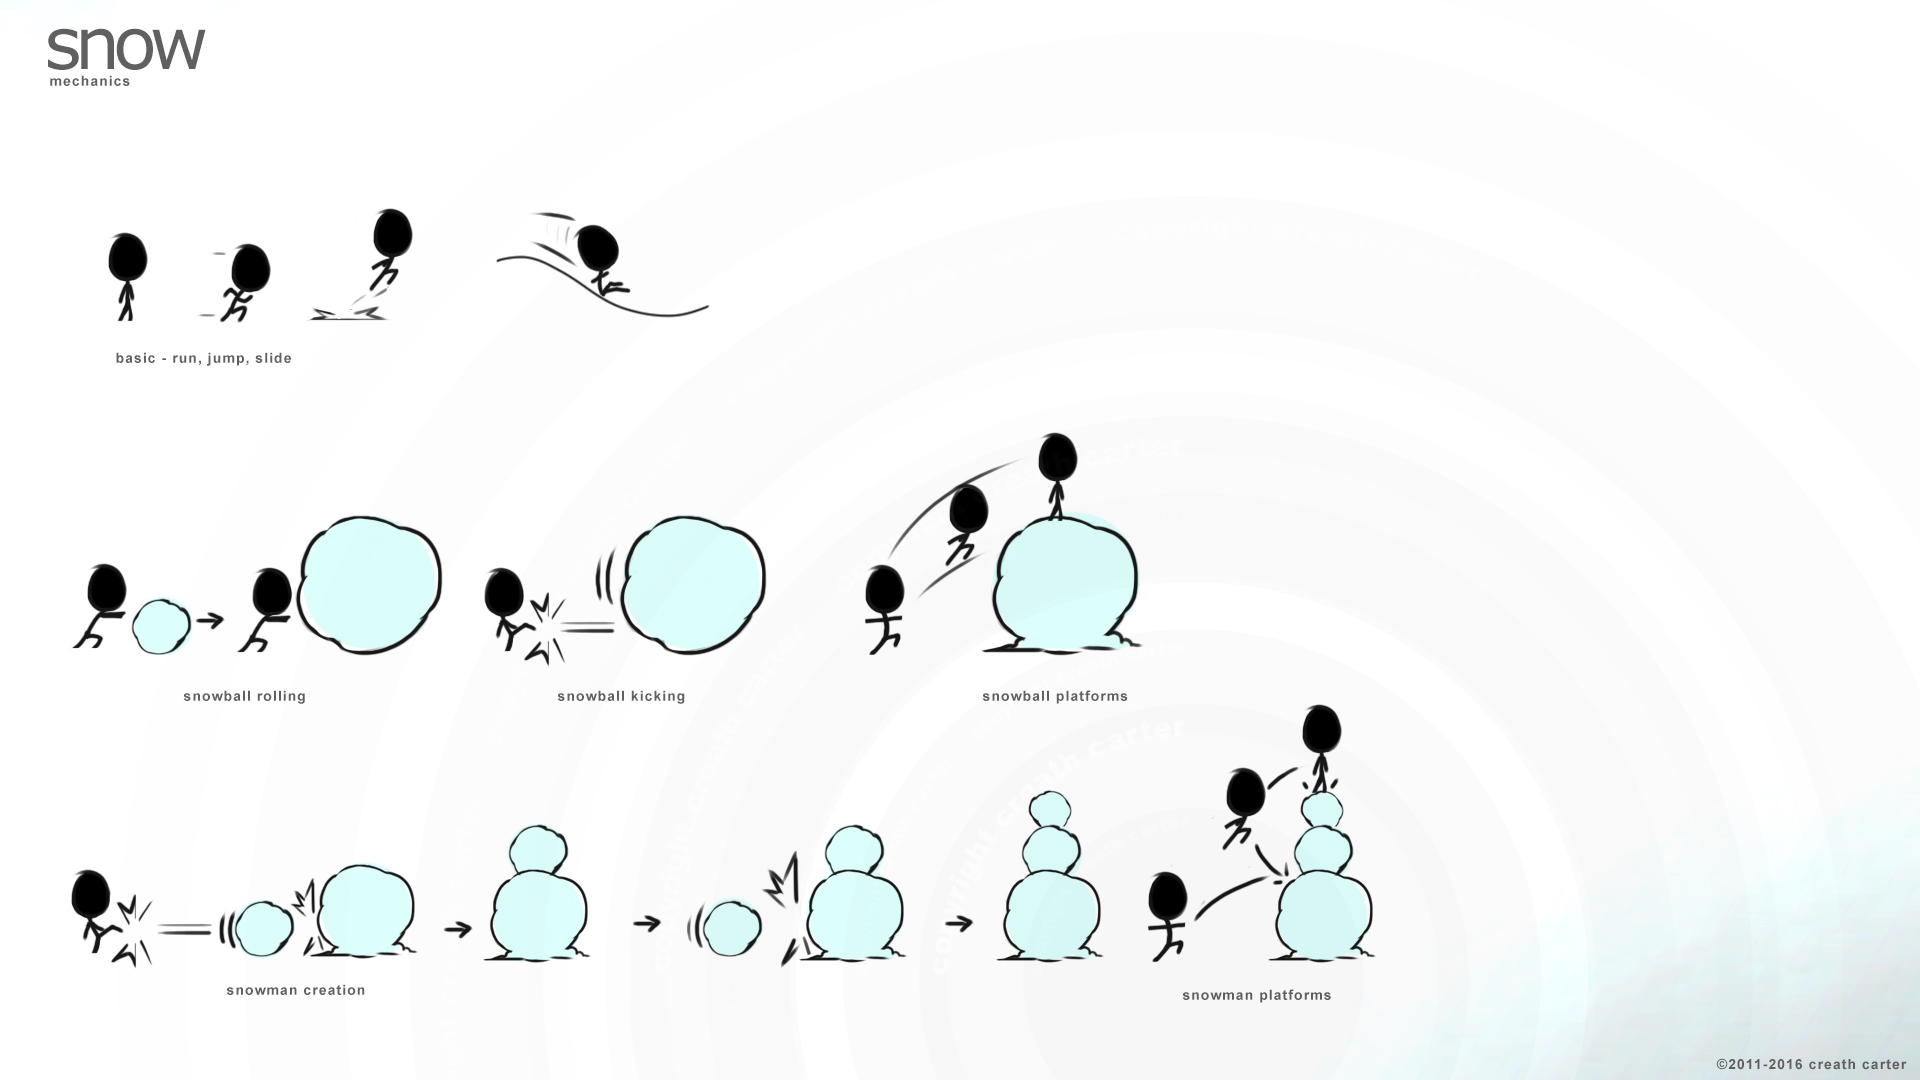 snow
mechanics
basic - run, jump, slide
snowball rolling
snowball kicking
snowball platforms
snowman creation
snowman platforms
©2011-2016 creath carter